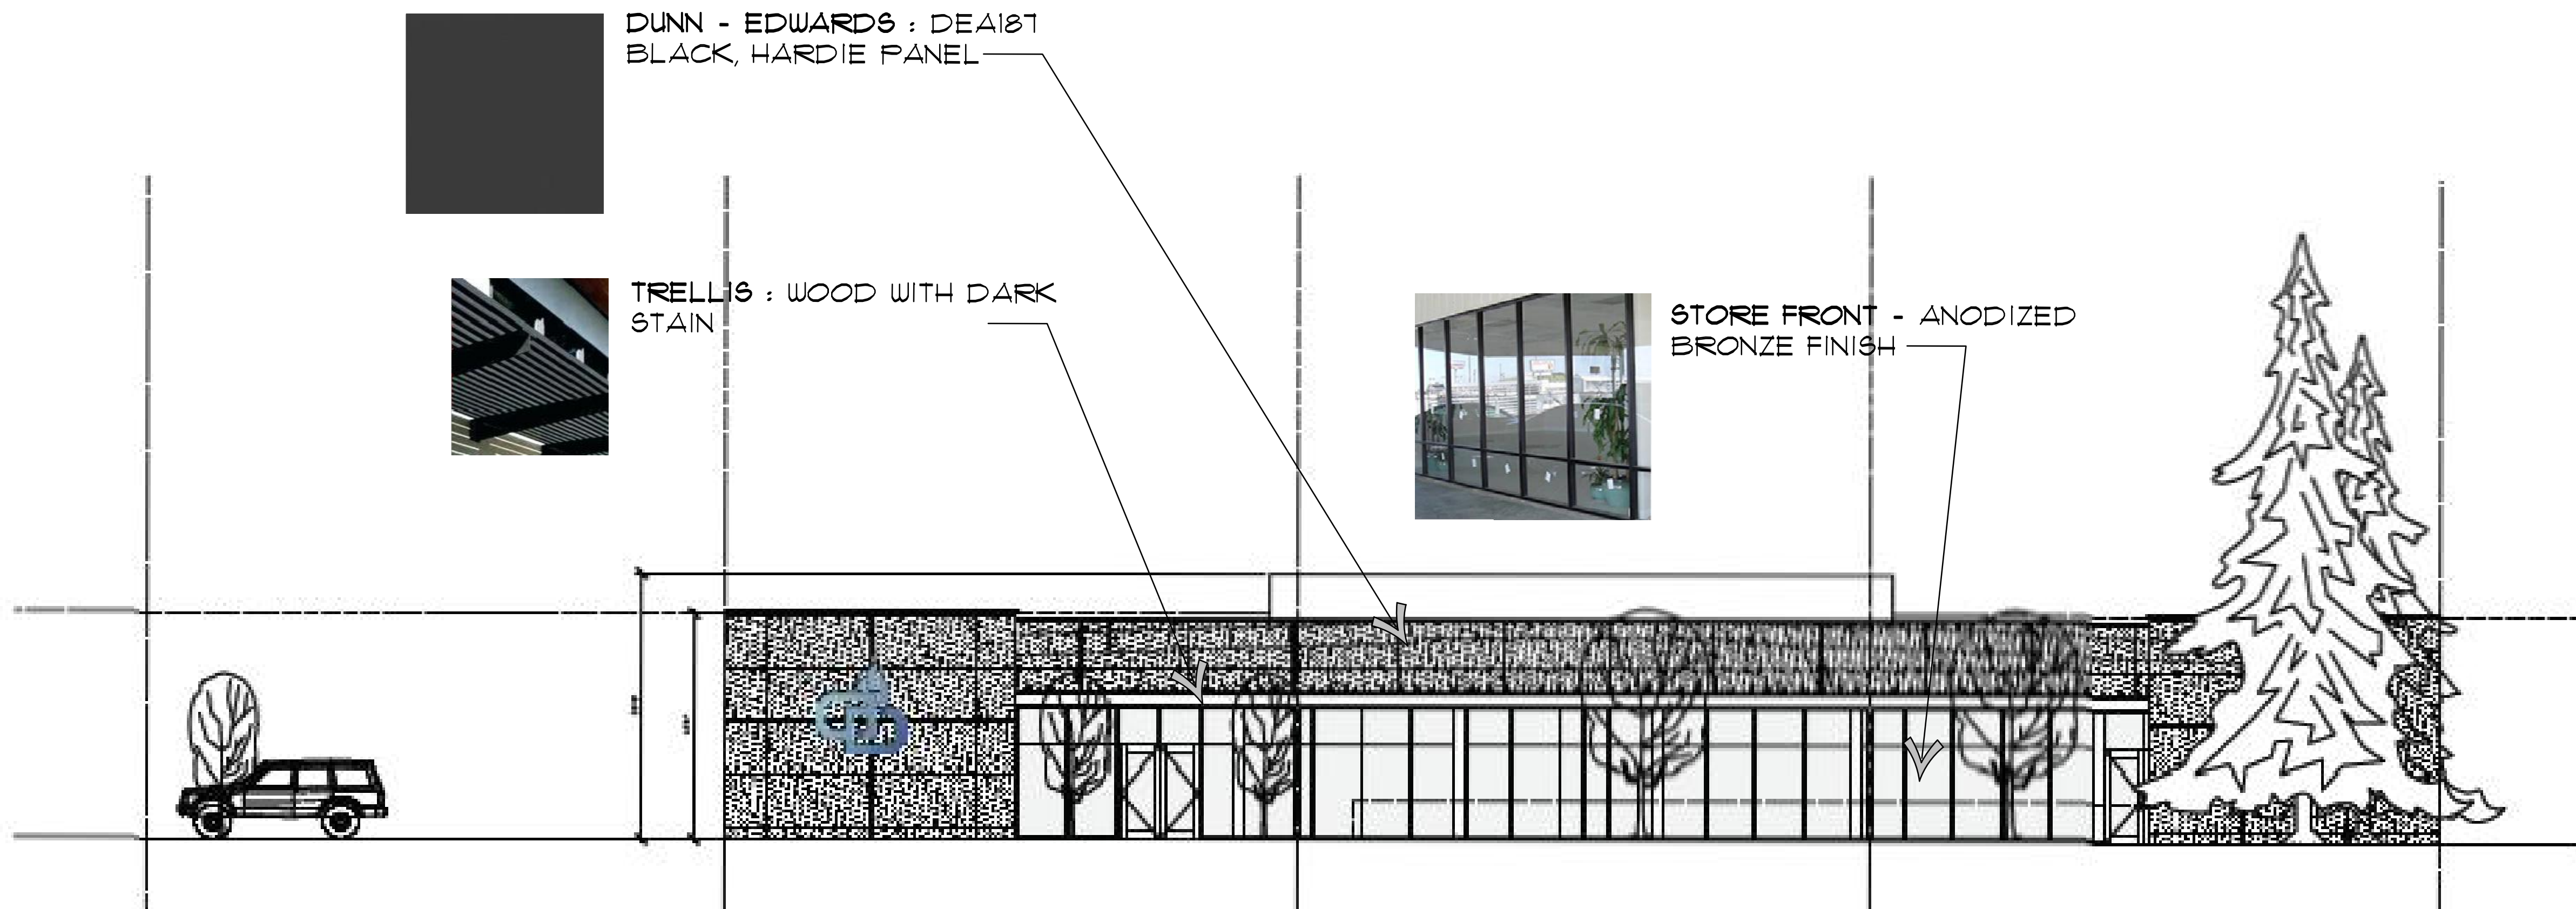 DUNN - EDWARDS : DEA187
BLACK, HARDIE PANEL
TRELLIS : WOOD WITH DARK
STAIN
STORE FRONT - ANODIZED
BRONZE FINISH